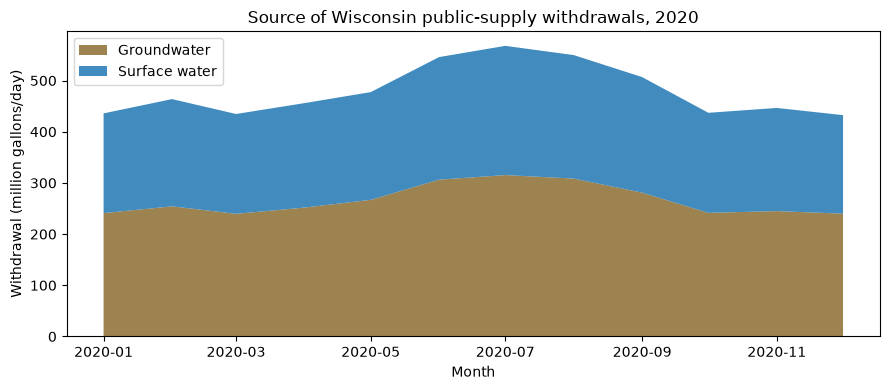 Source of Wisconsin public-supply withdrawals, 2020
Groundwater
Surface water
Withdrawal (million gallons/day)
500
400
300
200
100
0
2020-01 2020-03 2020-05 2020-07 2020-09 2020-11
Month